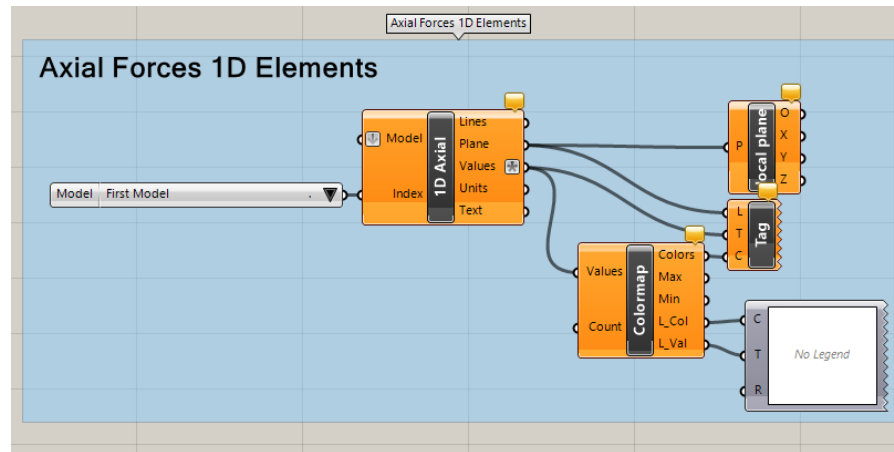 Axial Forces 1D Elements
Axial Forces 1D Elements
Model
Index
1D Axial
Lines
Plane
Values
Units
Text
Model First Model
P
local plane
O
X
Y
Z
L
T
C
Tag
Values
Count
Colormap
Colors
Max
Min
L_Col
L_Val
C
T
R
No Legend